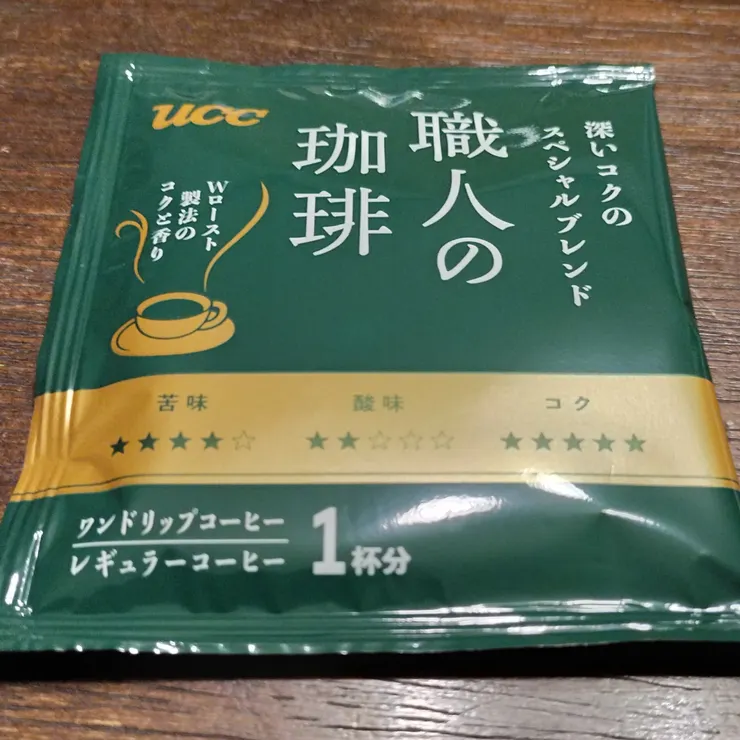 UCC
深いコクの
スペシャルブレンド
職人の
珈琲
Wロースト
製法の
コクと香り
苦味
★★★★☆
酸味
★★☆☆☆
コク
★★★★★
ワンドリップコーヒー
レギュラーコーヒー
1杯分